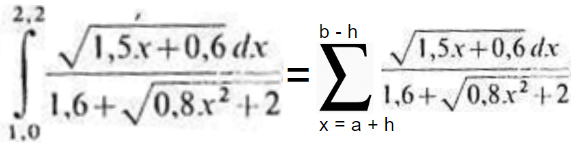 2,2
∫
1,0
√1,5x+0,6 dx
1,6+√0,8x²+2
=
b - h
∑
x = a + h
√1,5x+0,6 dx
1,6+√0,8x²+2